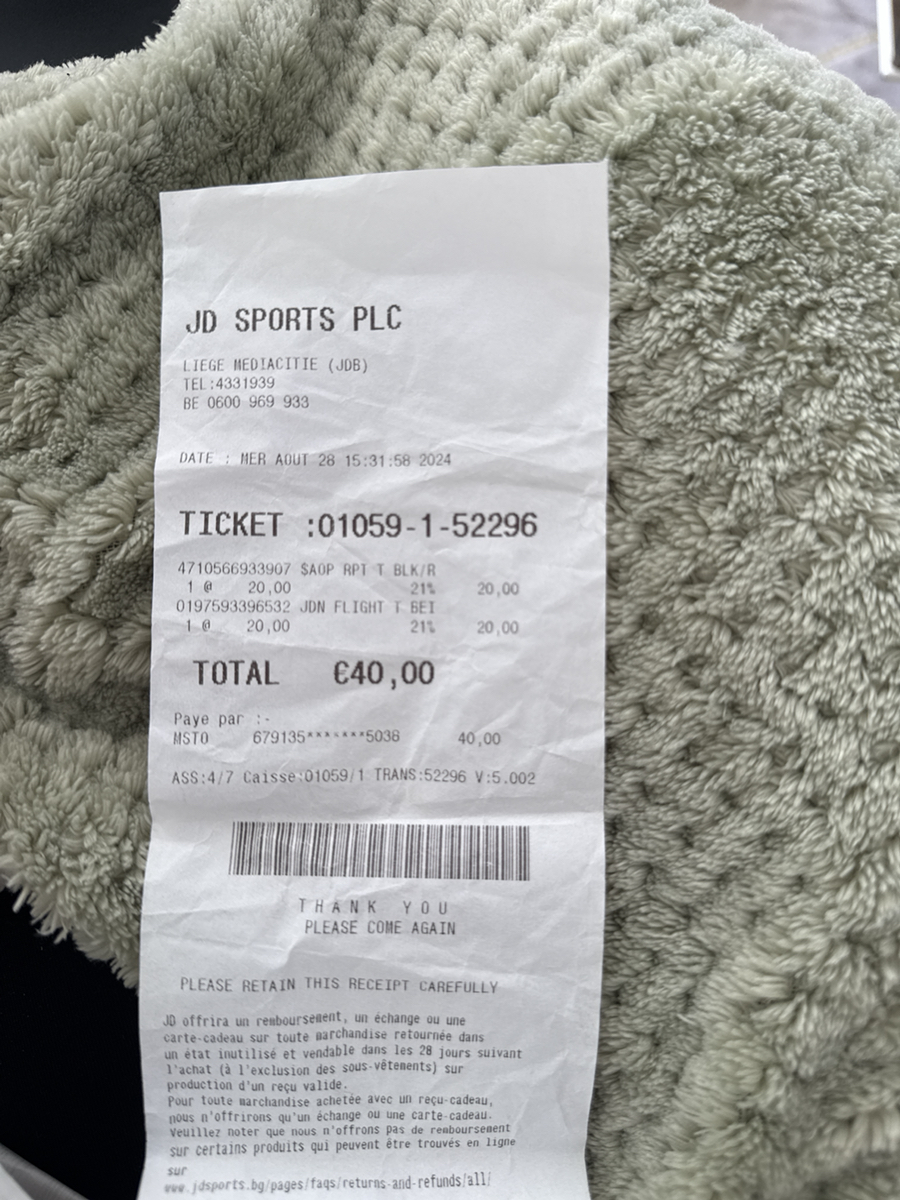 JD SPORTS PLC
LIEGE MEDIACITIE (JDB)
TEL:4331939
BE 0600 969 933
DATE : MER AOUT 28 15:31:58 2024
TICKET :01059-1-52296
4710566933907 $AOP RPT T BLK/R
1 @ 20,00 21% 20,00
0197593396532 JDN FLIGHT T BEI
1 @ 20,00 21% 20,00
TOTAL €40,00
Paye par :-
MSTO 679135*******5038 40,00
ASS:4/7 Caisse:01059/1 TRANS:52296 V:5.002
THANK YOU
PLEASE COME AGAIN
PLEASE RETAIN THIS RECEIPT CAREFULLY
JD offrira un remboursement, un échange ou une
carte-cadeau sur toute marchandise retournée dans
un état inutilisé et vendable dans les 28 jours suivant
l'achat (à l'exclusion des sous-vêtements) sur
production d'un reçu valide.
Pour toute marchandise achetée avec un reçu-cadeau,
nous n'offrirons qu'un échange ou une carte-cadeau.
Veuillez noter que nous n'offrons pas de remboursement
sur certains produits qui peuvent être trouvés en ligne
sur
www.jdsports.bg/pages/faqs/returns-and-refunds/all/